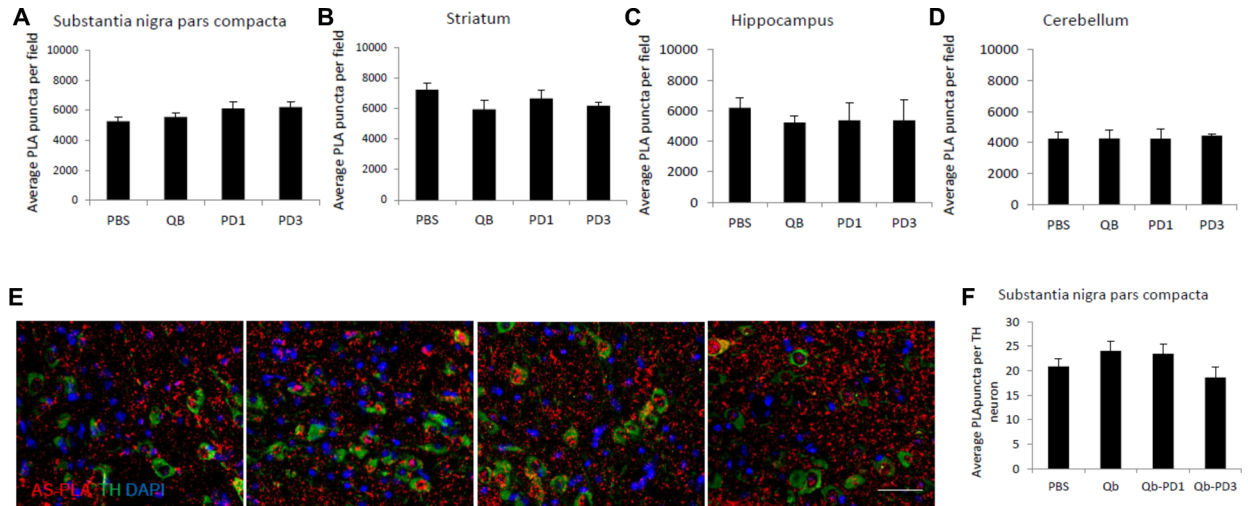 A
Substantia nigra pars compacta
Average PLA puncta per field
10000
8000
6000
4000
2000
0
PBS QB PD1 PD3
B
Striatum
Average PLA puncta per field
10000
8000
6000
4000
2000
0
PBS QB PD1 PD3
C
Hippocampus
Average PLA puncta per field
10000
8000
6000
4000
2000
0
PBS QB PD1 PD3
D
Cerebellum
Average PLA puncta per field
10000
8000
6000
4000
2000
0
PBS QB PD1 PD3
E
AS-PLA TH DAPI
F
Substantia nigra pars compacta
Average PLApuncta per TH
neuron
30
25
20
15
10
5
0
PBS Qb Qb-PD1 Qb-PD3